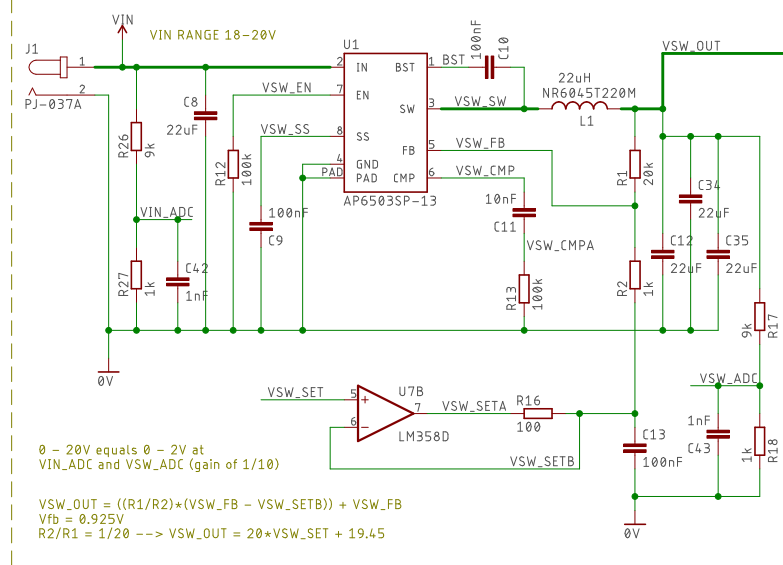 VIN
VIN RANGE 18-20V
J1
1
2
PJ-037A
U1
2 IN
BST 1
BST
100nF
C10
VSW_OUT
22uH
NR6045T220M
L1
7 EN
VSW_EN
SW 3
VSW_SW
C8
22uF
R26
9k
VSW_SS
8 SS
FB 5
VSW_FB
4 GND
PAD PAD
CMP 6
VSW_CMP
AP6503SP-13
R12
100k
R1
20k
C34
22uF
VIN_ADC
100nF
C9
10nF
C11
VSW_CMPA
C12
22uF
C35
22uF
R27
1k
C42
1nF
R13
100k
R2
1k
9k
R17
0V
VSW_SET
5
+
6
-
U7B
7
LM358D
VSW_SETA
R16
100
VSW_SETB
VSW_ADC
C13
100nF
1nF
C43
1k
R18
0V
0 - 20V equals 0 - 2V at
VIN_ADC and VSW_ADC (gain of 1/10)
VSW_OUT = ((R1/R2)*(VSW_FB - VSW_SETB)) + VSW_FB
Vfb = 0.925V
R2/R1 = 1/20 --> VSW_OUT = 20*VSW_SET + 19.45